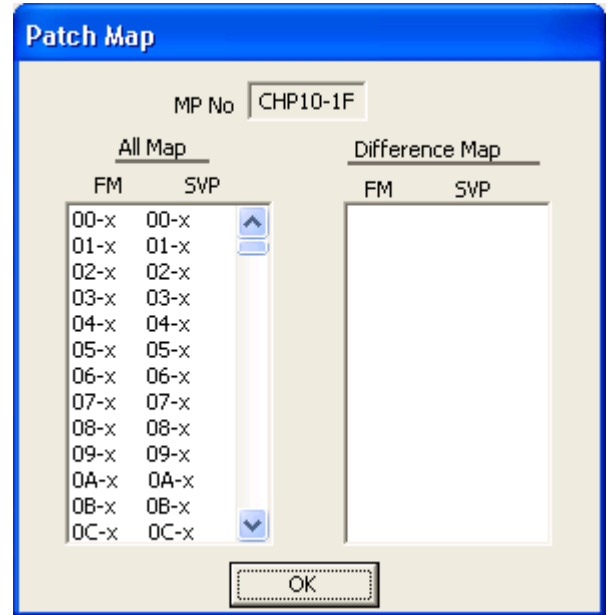 Patch Map
MP No CHP10-1F
All Map Difference Map
FM SVP FM SVP
00-x 00-x
01-x 01-x
02-x 02-x
03-x 03-x
04-x 04-x
05-x 05-x
06-x 06-x
07-x 07-x
08-x 08-x
09-x 09-x
0A-x 0A-x
0B-x 0B-x
0C-x 0C-x
OK